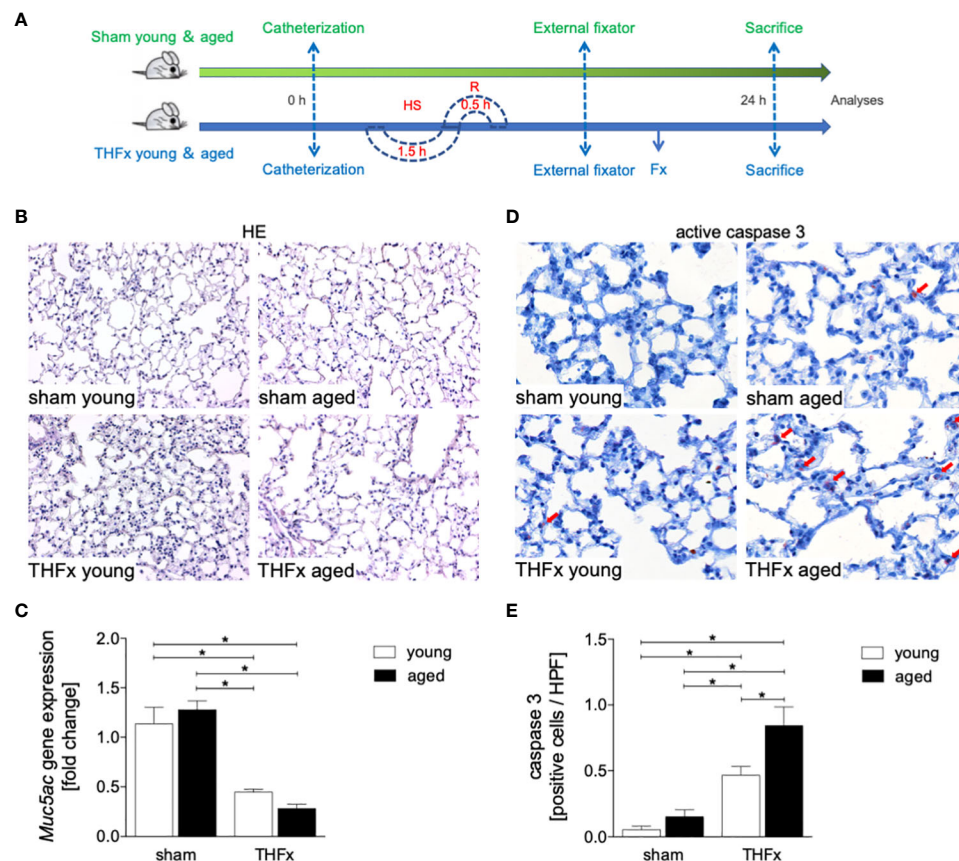 A
Sham young & aged
Catheterization
External fixator
Sacrifice
R
0 h
HS
0.5 h
24 h
Analyses
1.5 h
THFx young & aged
Catheterization
External fixator
Fx
Sacrifice
B
HE
sham young
sham aged
THFx young
THFx aged
D
active caspase 3
sham young
sham aged
THFx young
THFx aged
C
Muc5ac gene expression
[fold change]
2.0
1.5
1.0
0.5
0.0
*
*
*
*
young
aged
sham
THFx
E
caspase 3
[positive cells / HPF]
1.5
1.0
0.5
0.0
*
*
*
*
*
young
aged
sham
THFx